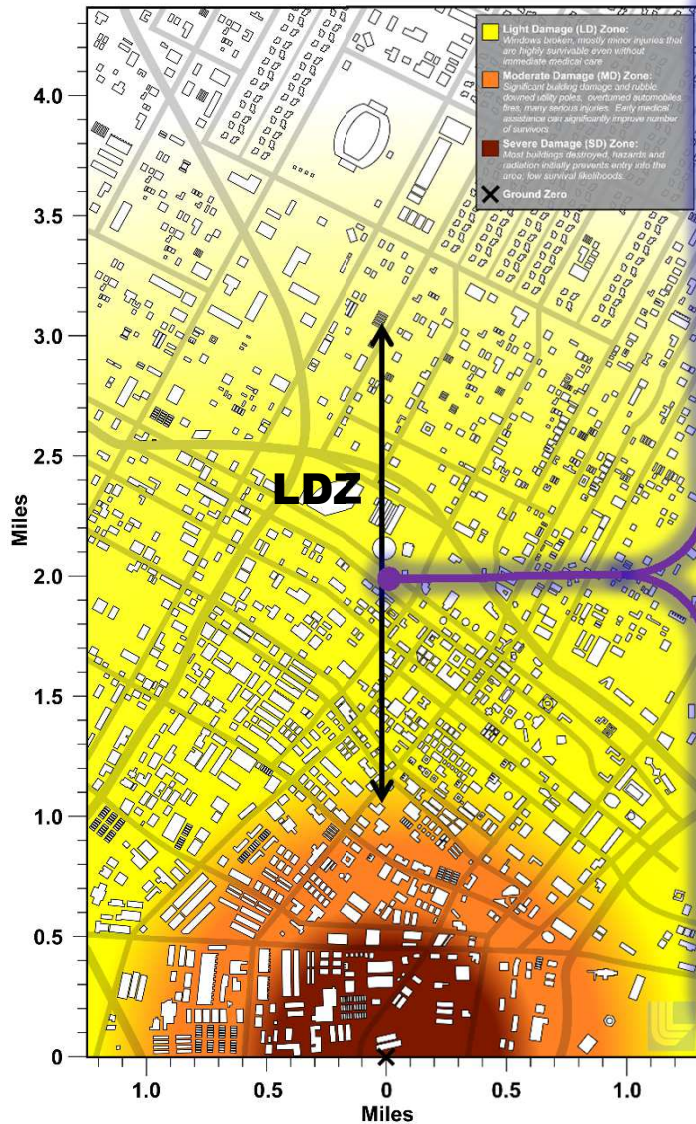 Light Damage (LD) Zone:
Windows broken, mostly minor injuries that
are highly survivable even without
immediate medical care
Moderate Damage (MD) Zone:
Significant building damage and rubble,
downed utility poles, overturned automobiles,
fires, many serious injuries. Early medical
assistance can significantly improve number
of survivors
Severe Damage (SD) Zone:
Most buildings destroyed, hazards and
radiation initially prevents entry into the
area; low survival likelihoods.
Ground Zero
4.0
3.5
3.0
2.5
LDZ
Miles
2.0
1.5
1.0
0.5
0
1.0 0.5 0 0.5 1.0
Miles